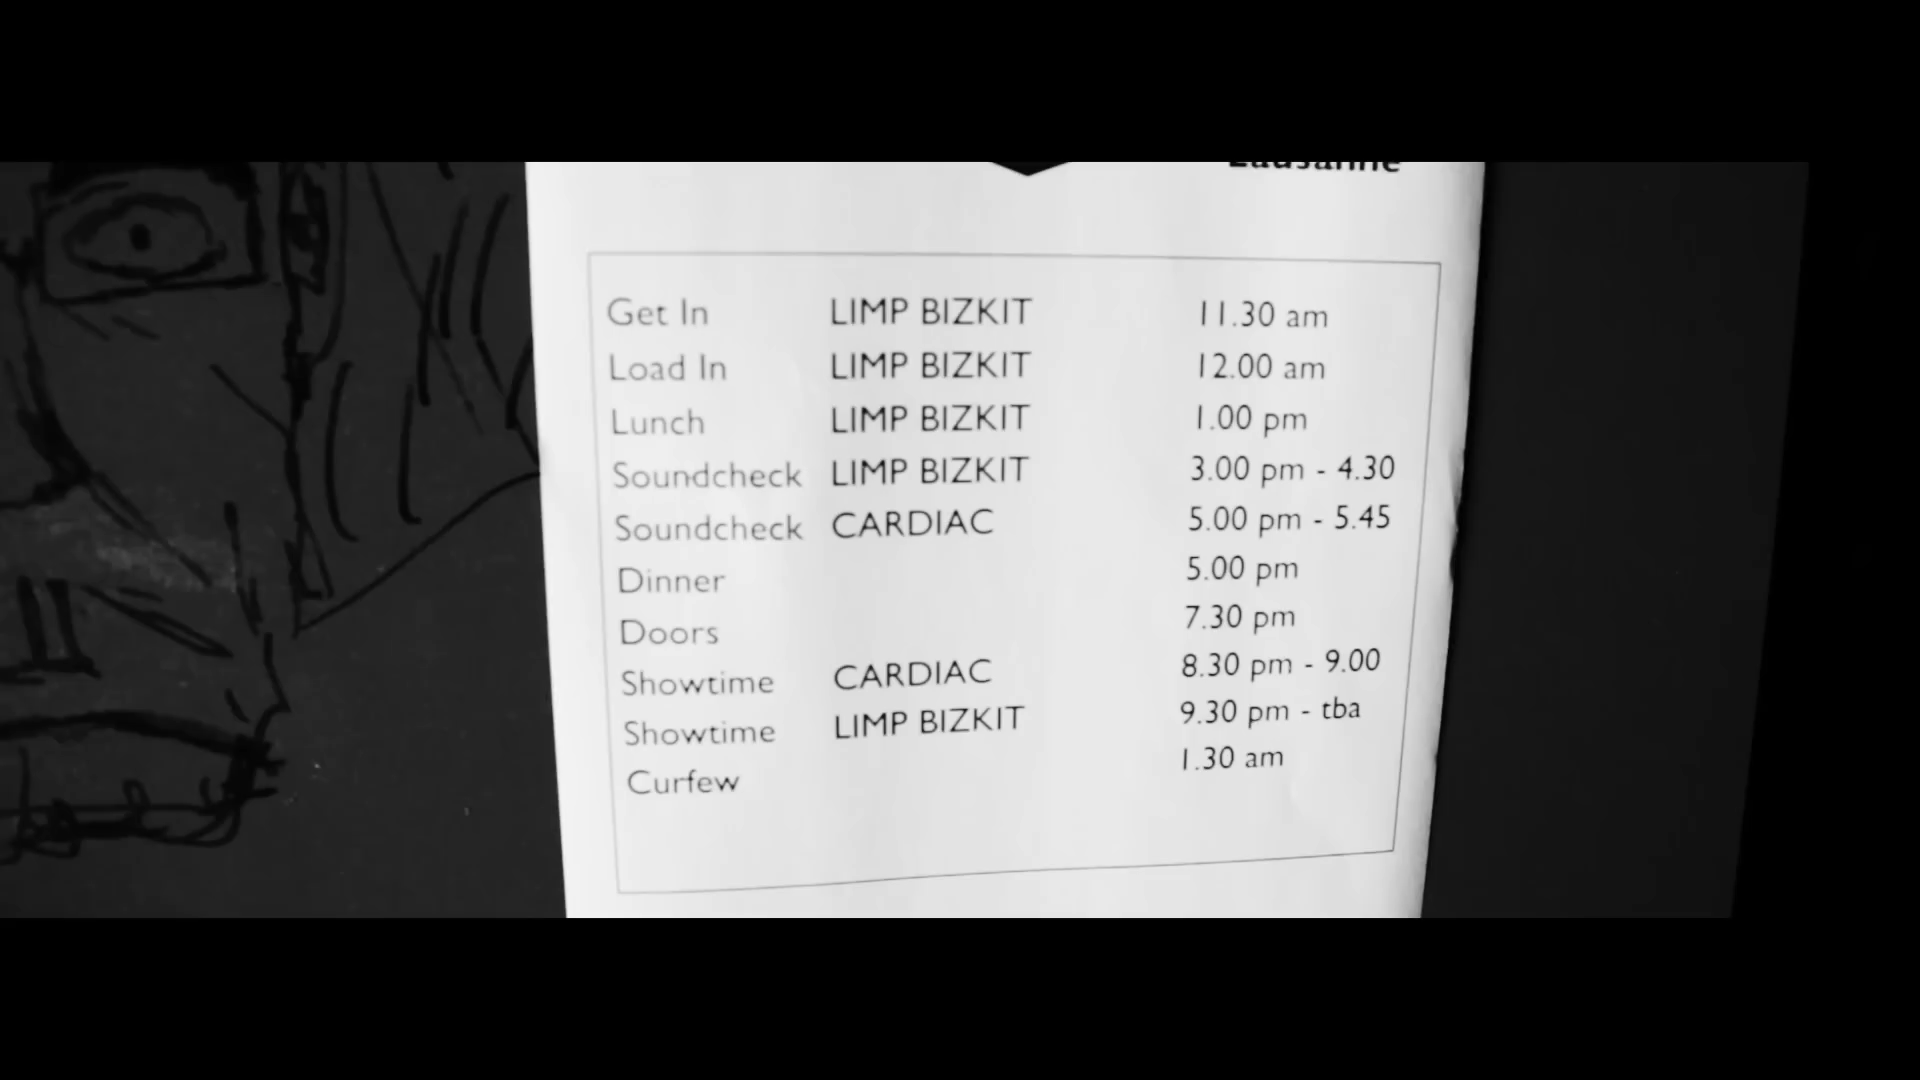 Lausanne
Get In LIMP BIZKIT 11.30 am
Load In LIMP BIZKIT 12.00 am
Lunch LIMP BIZKIT 1.00 pm
Soundcheck LIMP BIZKIT 3.00 pm - 4.30
Soundcheck CARDIAC 5.00 pm - 5.45
Dinner 5.00 pm
Doors 7.30 pm
Showtime CARDIAC 8.30 pm - 9.00
Showtime LIMP BIZKIT 9.30 pm - tba
Curfew 1.30 am